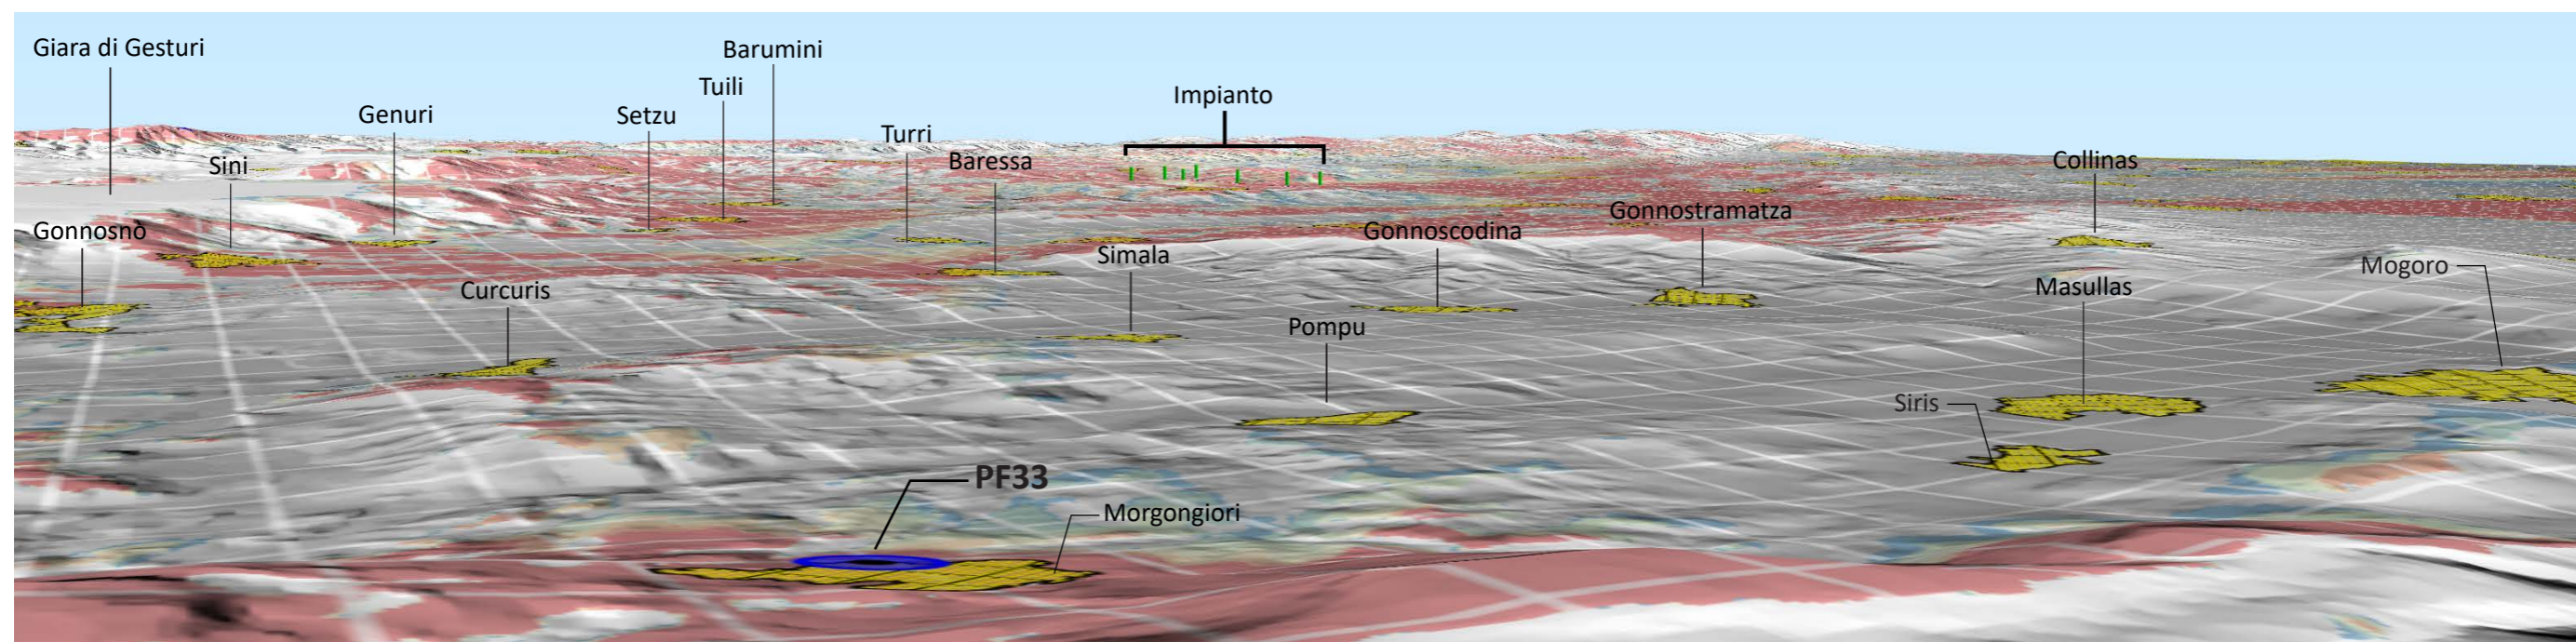 Giara di Gesturi
Barumini
Tuili
Impianto
Genuri
Setzu
Turri
Baressa
Collinas
Sini
Gonnostramatza
Gonnosnò
Gonnoscodina
Simala
Mogoro
Curcuris
Masullas
Pompu
Siris
PF33
Morgongiori